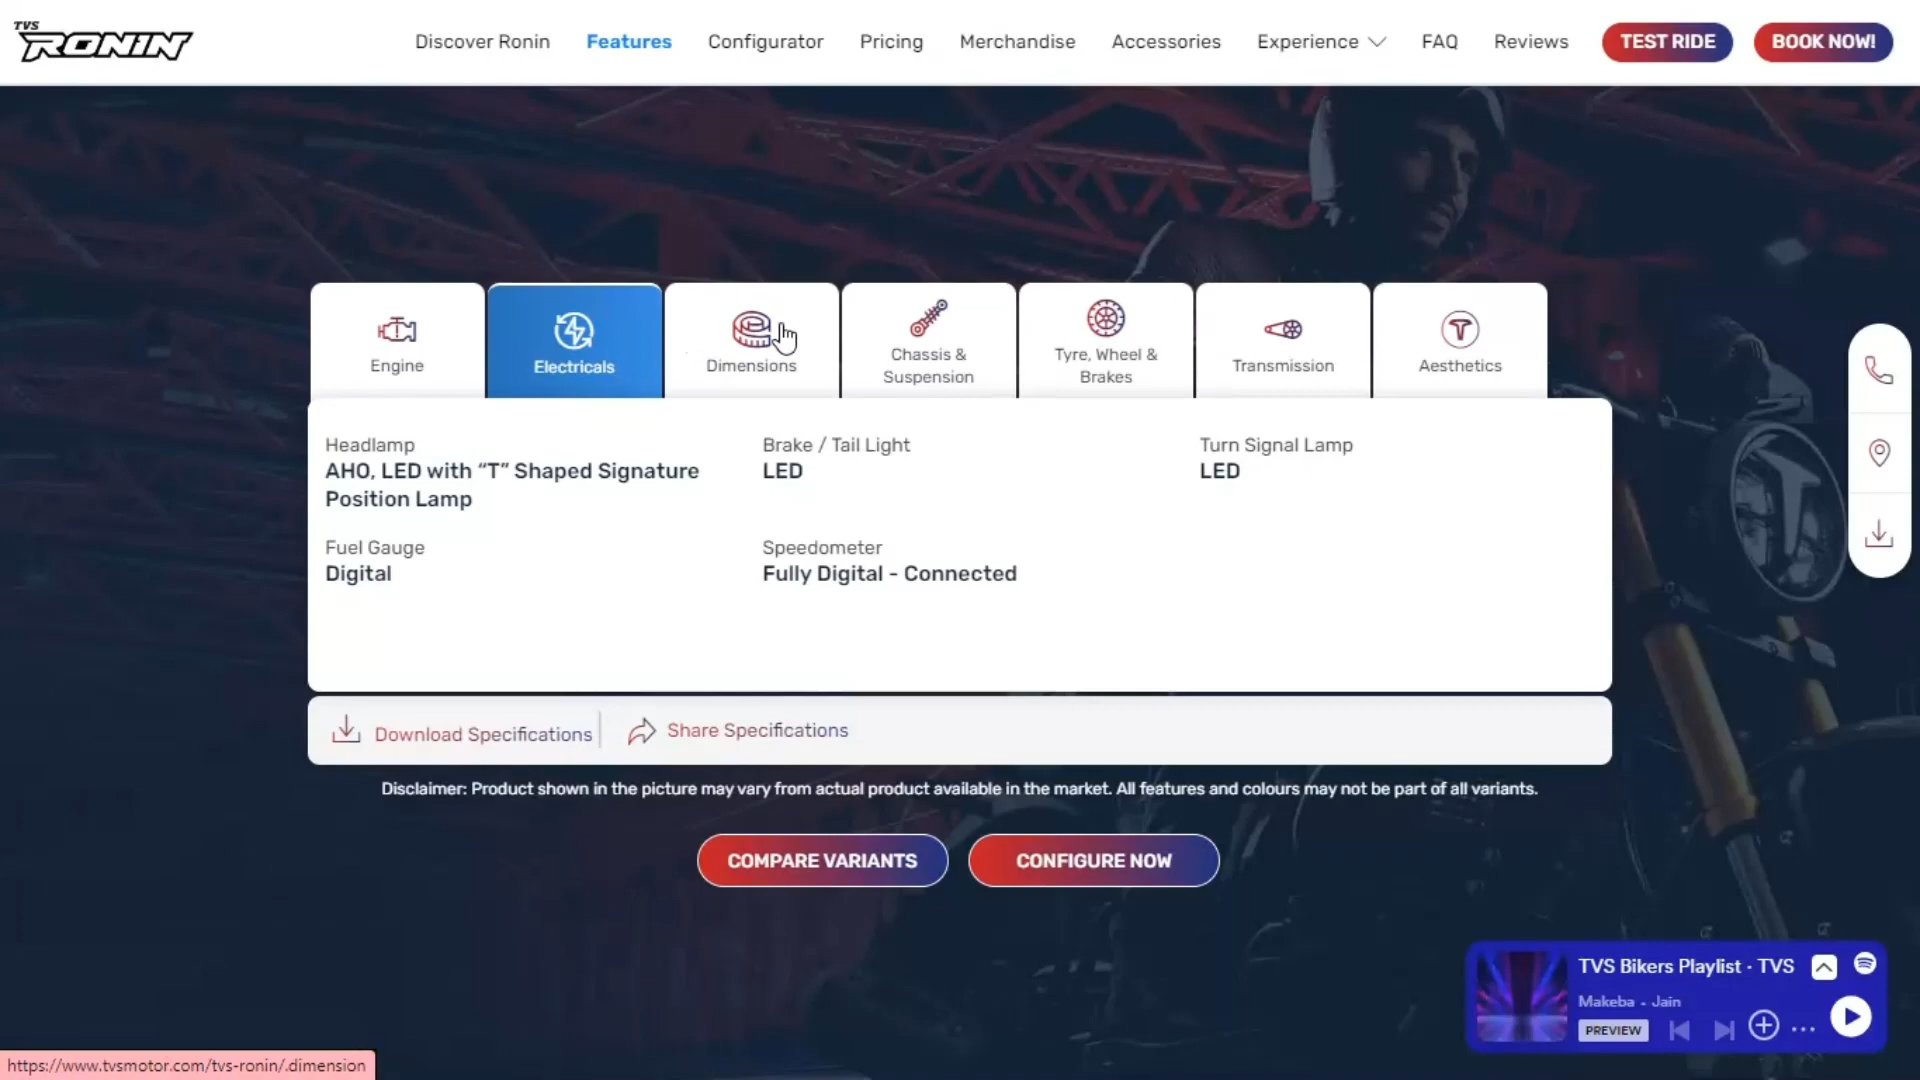 TVS
RONIN
Discover Ronin
Features
Configurator
Pricing
Merchandise
Accessories
Experience
FAQ
Reviews
TEST RIDE
BOOK NOW!
Engine
Electricals
Dimensions
Chassis &
Suspension
Tyre, Wheel &
Brakes
Transmission
Aesthetics
Headlamp
AHO, LED with “T” Shaped Signature
Position Lamp
Brake / Tail Light
LED
Turn Signal Lamp
LED
Fuel Gauge
Digital
Speedometer
Fully Digital - Connected
Download Specifications
Share Specifications
Disclaimer: Product shown in the picture may vary from actual product available in the market. All features and colours may not be part of all variants.
COMPARE VARIANTS
CONFIGURE NOW
TVS Bikers Playlist · TVS
Makeba - Jain
PREVIEW
https://www.tvsmotor.com/tvs-ronin/.dimension